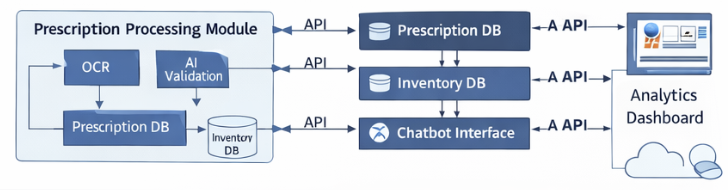 Prescription Processing Module
OCR
AI
Validation
Prescription DB
Inventory
DB
API
API
API
Prescription DB
Inventory DB
Chatbot Interface
A API
A API
A API
Analytics
Dashboard